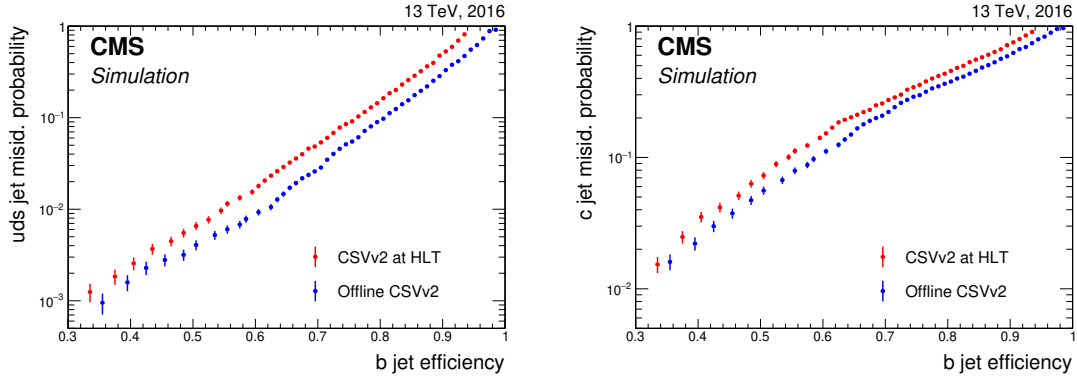 13 TeV, 2016
CMS
Simulation
uds jet misid. probability
1
10⁻¹
10⁻²
10⁻³
CSVv2 at HLT
Offline CSVv2
0.3 0.4 0.5 0.6 0.7 0.8 0.9 1
b jet efficiency
13 TeV, 2016
CMS
Simulation
c jet misid. probability
1
10⁻¹
10⁻²
CSVv2 at HLT
Offline CSVv2
0.3 0.4 0.5 0.6 0.7 0.8 0.9 1
b jet efficiency